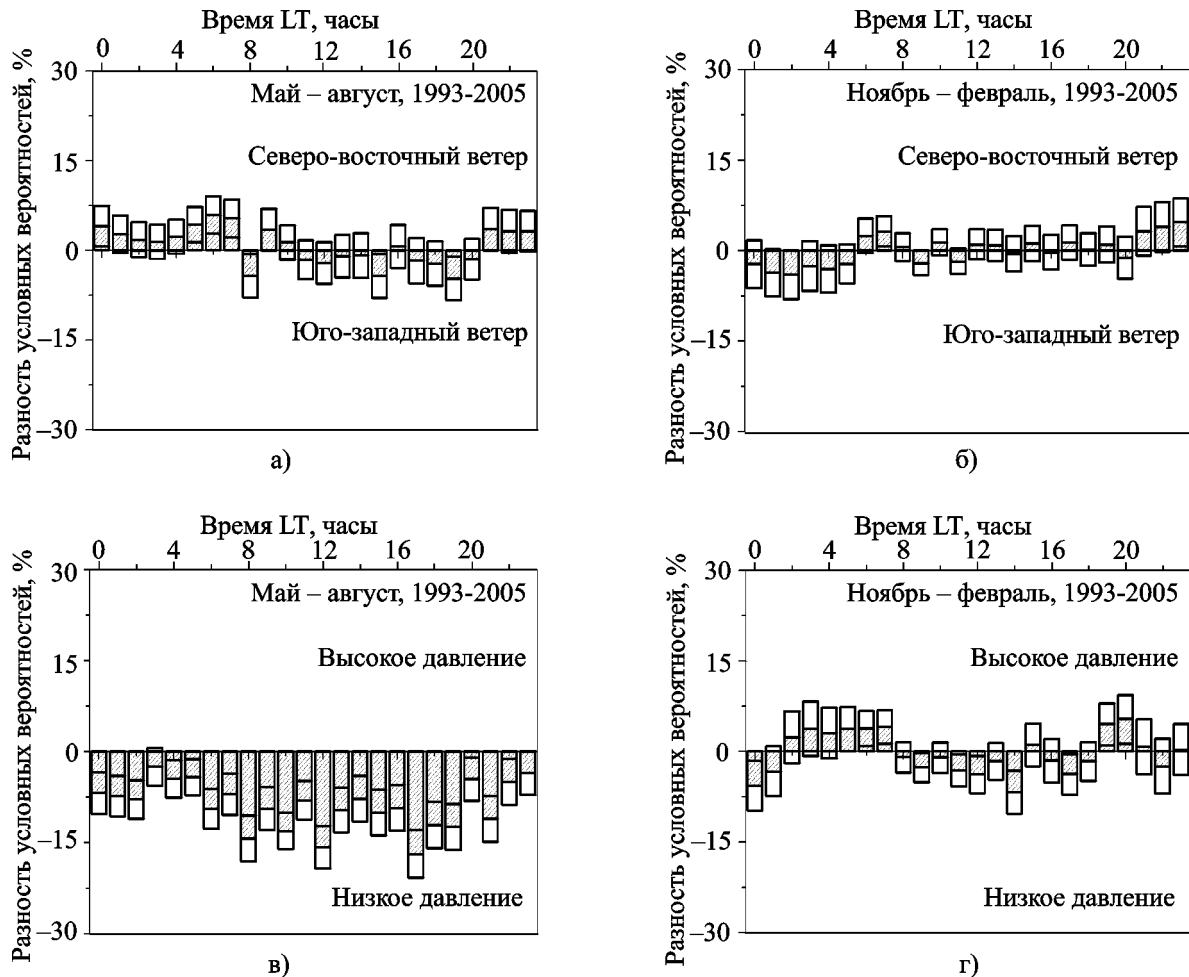 Время LT, часы
0 4 8 12 16 20
Разность условных вероятностей, %
30
15
0
–15
–30
Май – август, 1993-2005
Северо-восточный ветер
Юго-западный ветер
а)
Время LT, часы
0 4 8 12 16 20
Разность условных вероятностей, %
30
15
0
–15
–30
Ноябрь – февраль, 1993-2005
Северо-восточный ветер
Юго-западный ветер
б)
Время LT, часы
0 4 8 12 16 20
Разность условных вероятностей, %
30
15
0
–15
–30
Май – август, 1993-2005
Высокое давление
Низкое давление
в)
Время LT, часы
0 4 8 12 16 20
Разность условных вероятностей, %
30
15
0
–15
–30
Ноябрь – февраль, 1993-2005
Высокое давление
Низкое давление
г)